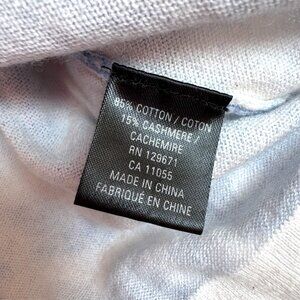 85% COTTON / COTON
15% CASHMERE /
CACHEMIRE
RN 129671
CA 11055
MADE IN CHINA
FABRIQUÉ EN CHINE